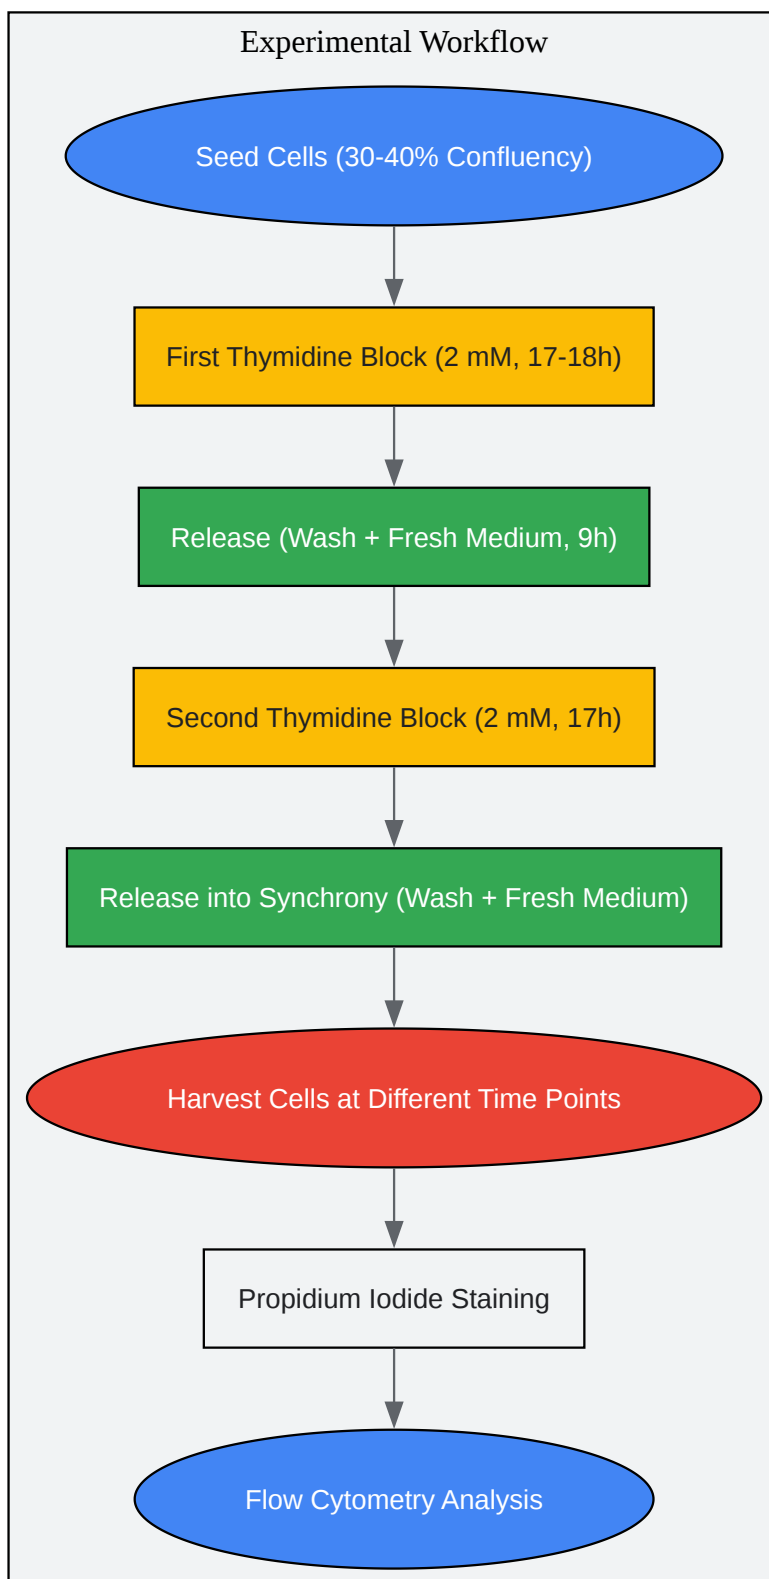 Experimental Workflow
Seed Cells (30-40% Confluency)
First Thymidine Block (2 mM, 17-18h)
Release (Wash + Fresh Medium, 9h)
Second Thymidine Block (2 mM, 17h)
Release into Synchrony (Wash + Fresh Medium)
Harvest Cells at Different Time Points
Propidium Iodide Staining
Flow Cytometry Analysis